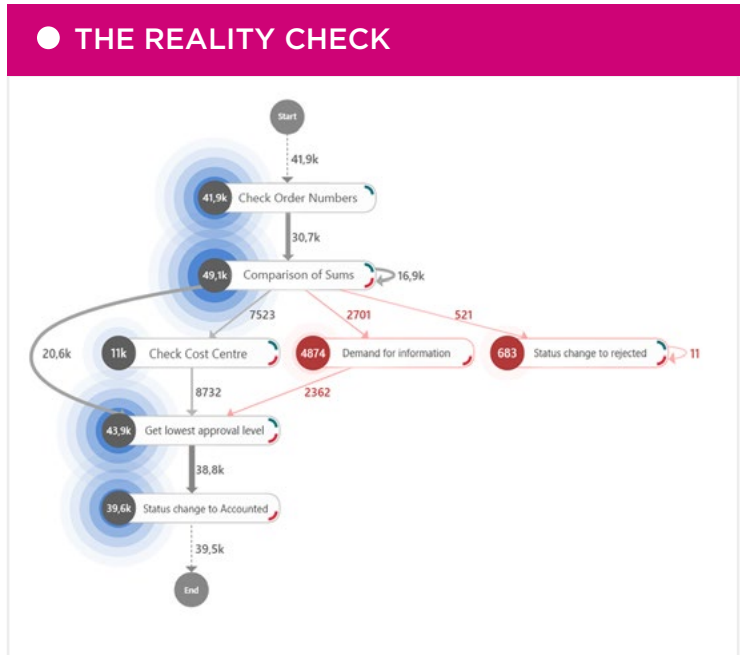 THE REALITY CHECK
Start
41,9k
41,9k Check Order Numbers
30,7k
49,1k Comparison of Sums 16,9k
7523 2701 521
20,6k 11k Check Cost Centre 4874 Demand for information 683 Status change to rejected 11
8732 2362
43,9k Get lowest approval level
38,8k
39,6k Status change to Accounted
39,5k
End